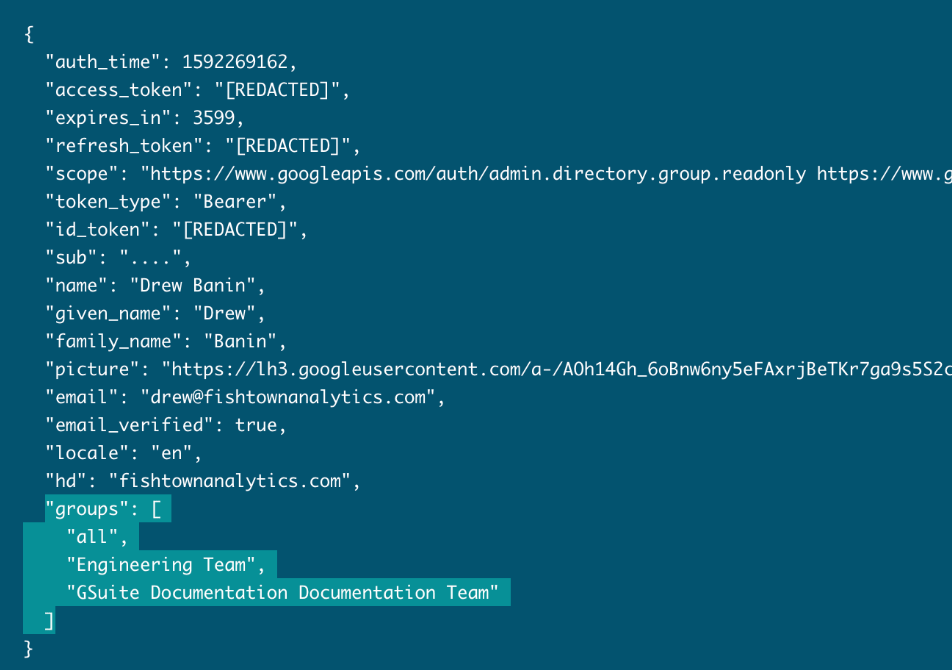 {
"auth_time": 1592269162,
"access_token": "[REDACTED]",
"expires_in": 3599,
"refresh_token": "[REDACTED]",
"scope": "https://www.googleapis.com/auth/admin.directory.group.readonly https://www.g
"token_type": "Bearer",
"id_token": "[REDACTED]",
"sub": "....",
"name": "Drew Banin",
"given_name": "Drew",
"family_name": "Banin",
"picture": "https://lh3.googleusercontent.com/a-/AOh14Gh_6oBnw6ny5eFAxrjBeTKr7ga9s5S2c
"email": "drew@fishtownanalytics.com",
"email_verified": true,
"locale": "en",
"hd": "fishtownanalytics.com",
"groups": [
"all",
"Engineering Team",
"GSuite Documentation Documentation Team"
]
}